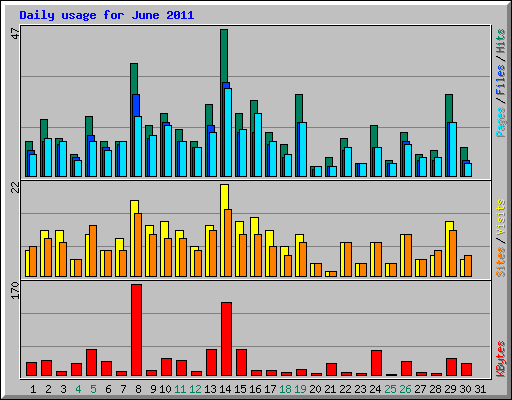 Daily usage for June 2011
47
Pages / Files / Hits
22
Sites / Visits
170
KBytes
1 2 3 4 5 6 7 8 9 10 11 12 13 14 15 16 17 18 19 20 21 22 23 24 25 26 27 28 29 30 31